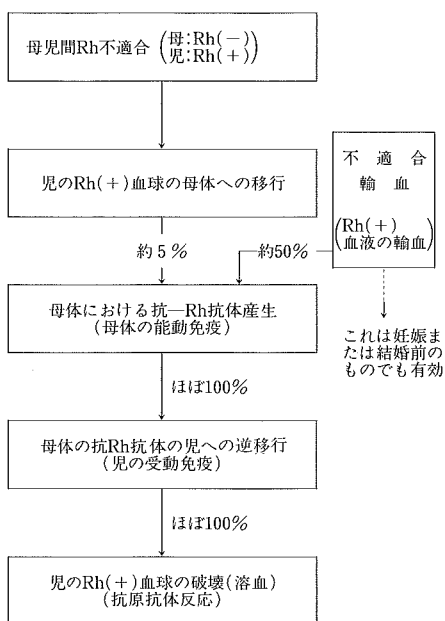 母児間Rh不適合(母:Rh(−)
児:Rh(+))
児のRh(+)血球の母体への移行
不適合
輸血
(Rh(+)
血液の輸血)
約5%
約50%
母体における抗—Rh抗体産生
(母体の能動免疫)
これは妊娠ま
たは結婚前の
ものでも有効
ほぼ100%
母体の抗Rh抗体の児への逆移行
(児の受動免疫)
ほぼ100%
児のRh(+)血球の破壊(溶血)
(抗原抗体反応)